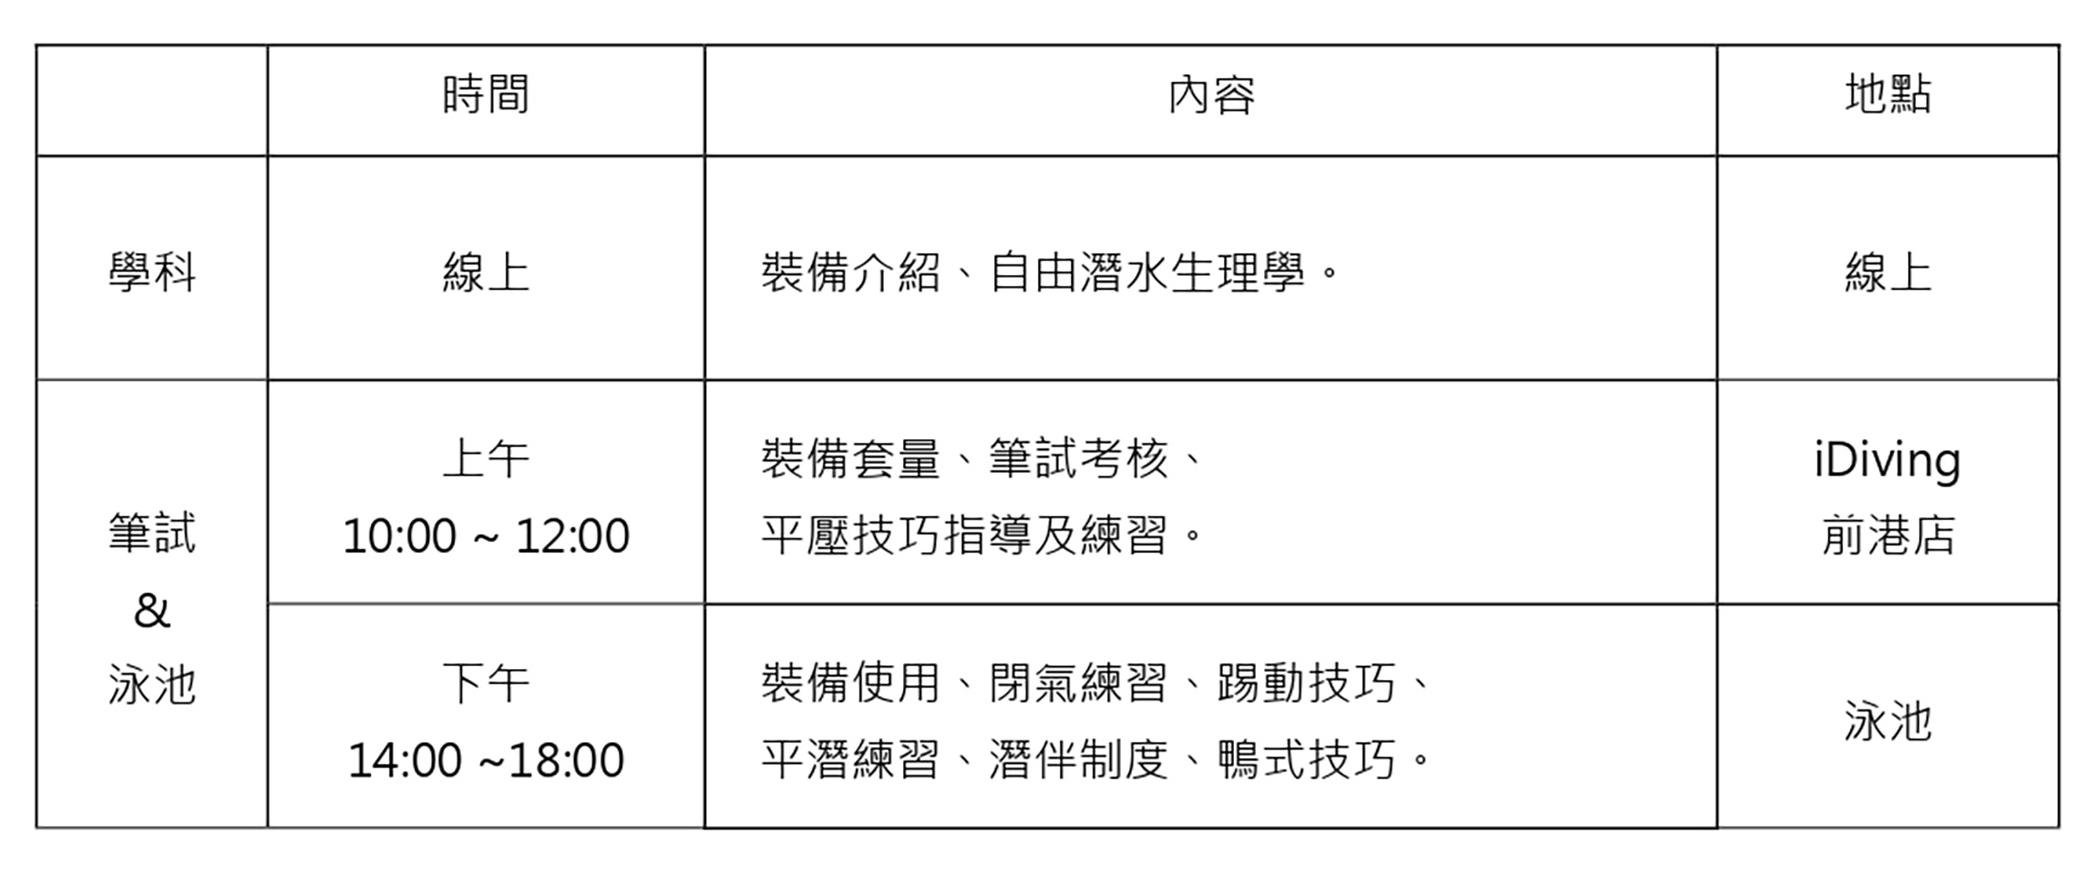 時間 內容 地點
學科 線上 裝備介紹、自由潛水生理學。 線上
筆試
&
泳池
上午
10:00 ~ 12:00
裝備套量、筆試考核、
平壓技巧指導及練習。
iDiving
前港店
下午
14:00 ~18:00
裝備使用、閉氣練習、踢動技巧、
平潛練習、潛伴制度、鴨式技巧。
泳池